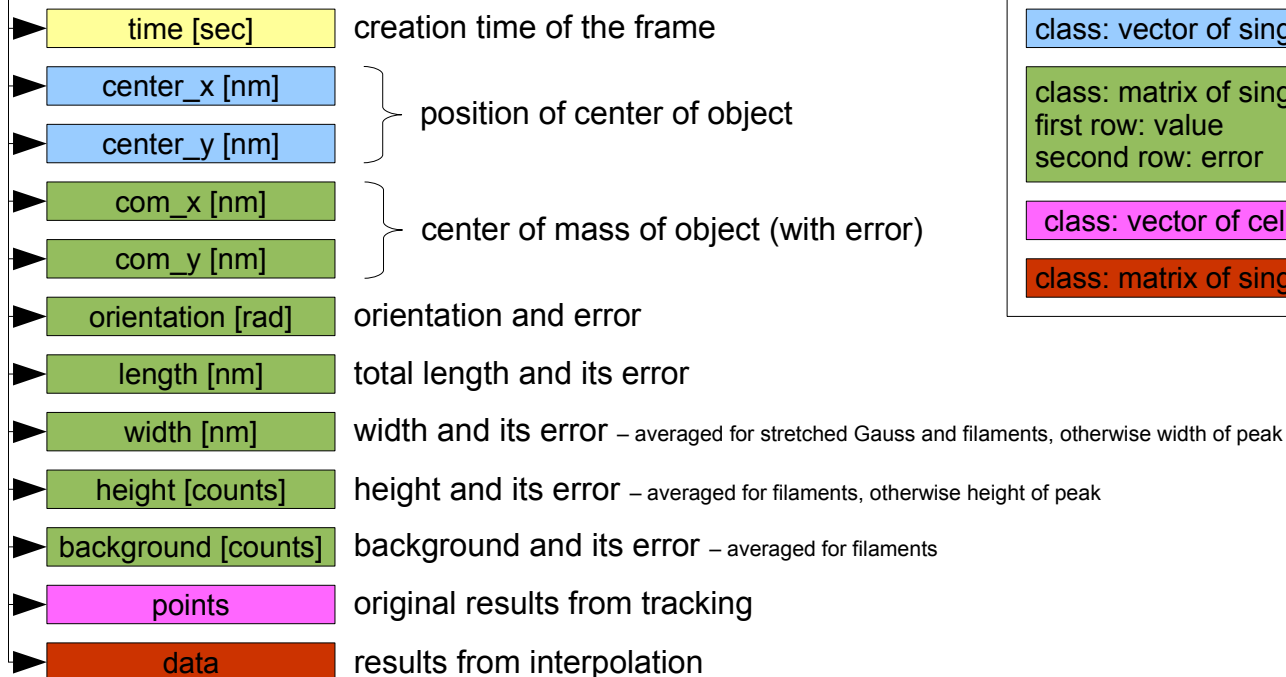 time [sec] creation time of the frame
center_x [nm]
position of center of object
center_y [nm]
com_x [nm]
center of mass of object (with error)
com_y [nm]
orientation [rad] orientation and error
length [nm] total length and its error
width [nm] width and its error – averaged for stretched Gauss and filaments, otherwise width of peak
height [counts] height and its error – averaged for filaments, otherwise height of peak
background [counts] background and its error – averaged for filaments
points original results from tracking
data results from interpolation
class: vector of
class: matrix of
first row: value
second row: error
class: vector of
class: matrix of